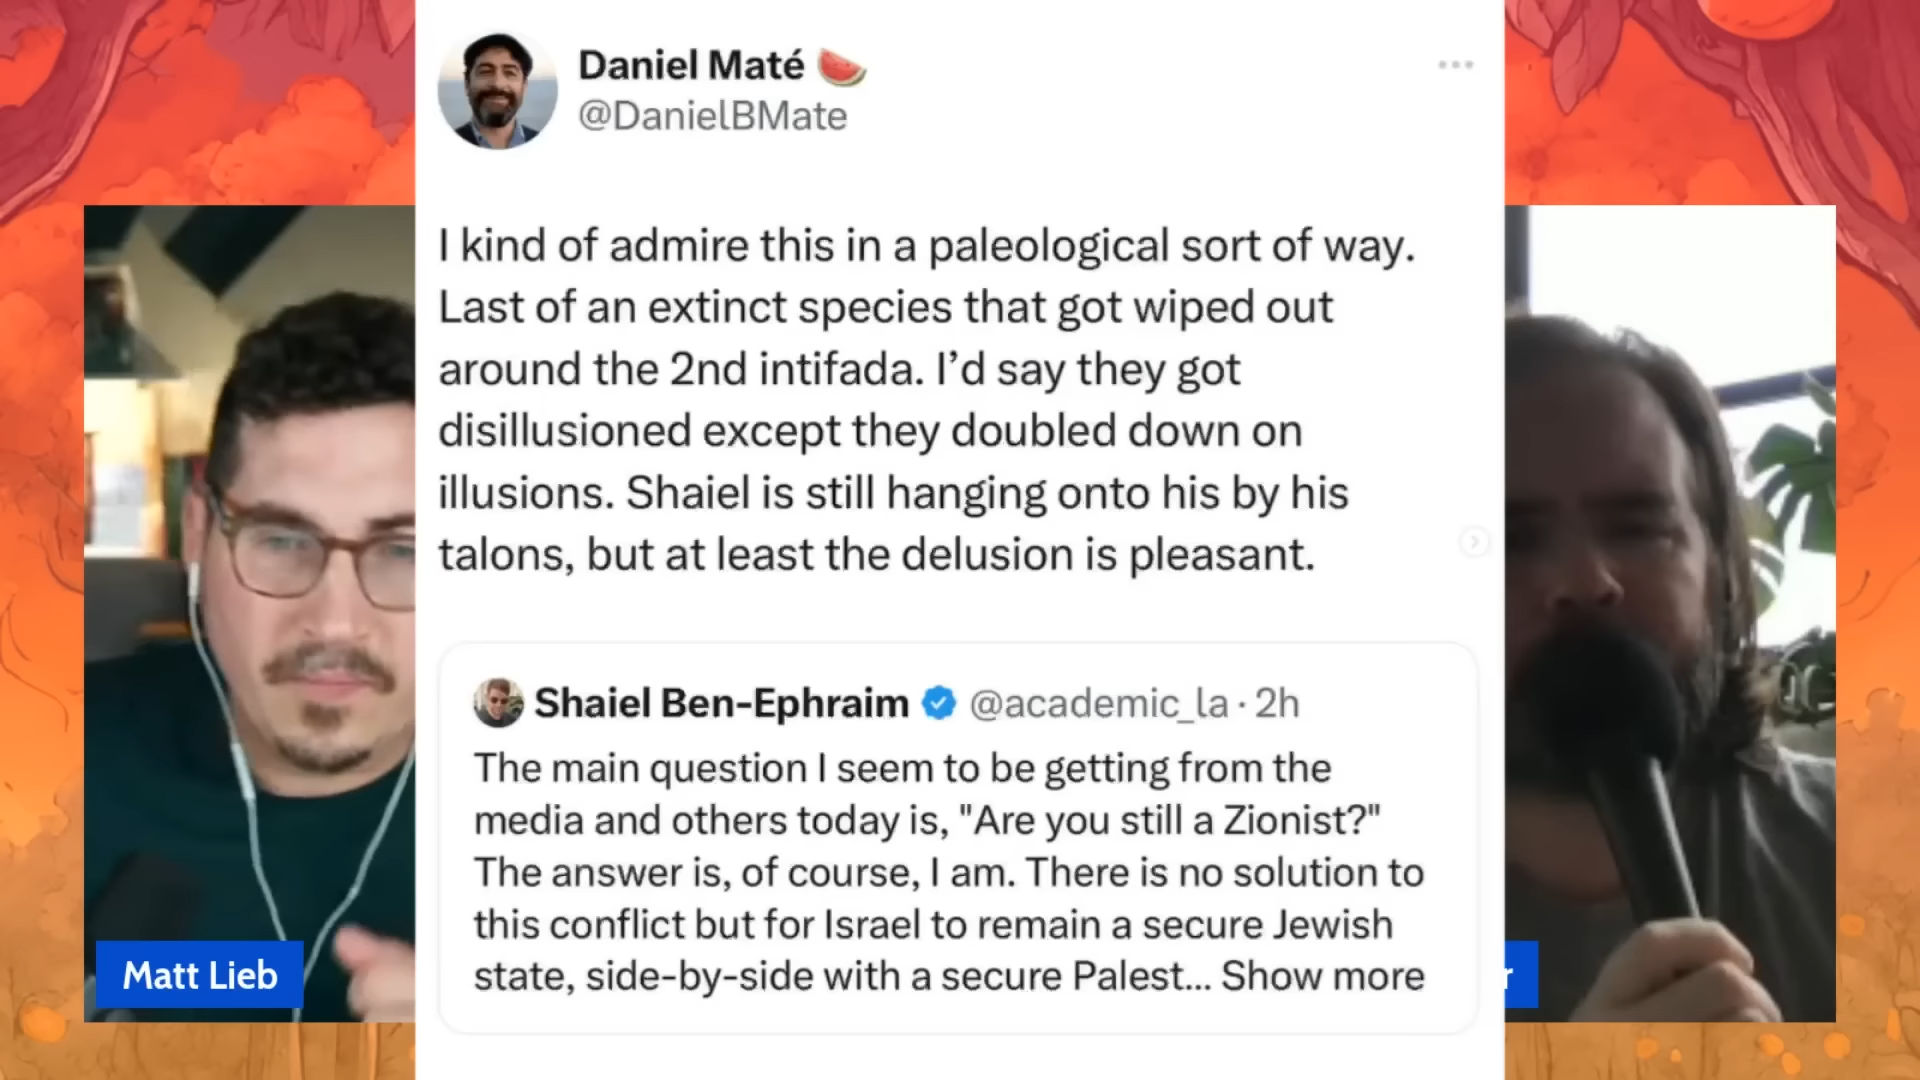 Daniel Maté 🍉
@DanielBMate
I kind of admire this in a paleological sort of way.
Last of an extinct species that got wiped out
around the 2nd intifada. I’d say they got
disillusioned except they doubled down on
illusions. Shaiel is still hanging onto his by his
talons, but at least the delusion is pleasant.
Shaiel Ben-Ephraim @academic_la · 2h
The main question I seem to be getting from the
media and others today is, "Are you still a Zionist?"
The answer is, of course, I am. There is no solution to
this conflict but for Israel to remain a secure Jewish
state, side-by-side with a secure Palest... Show more
Matt Lieb
r